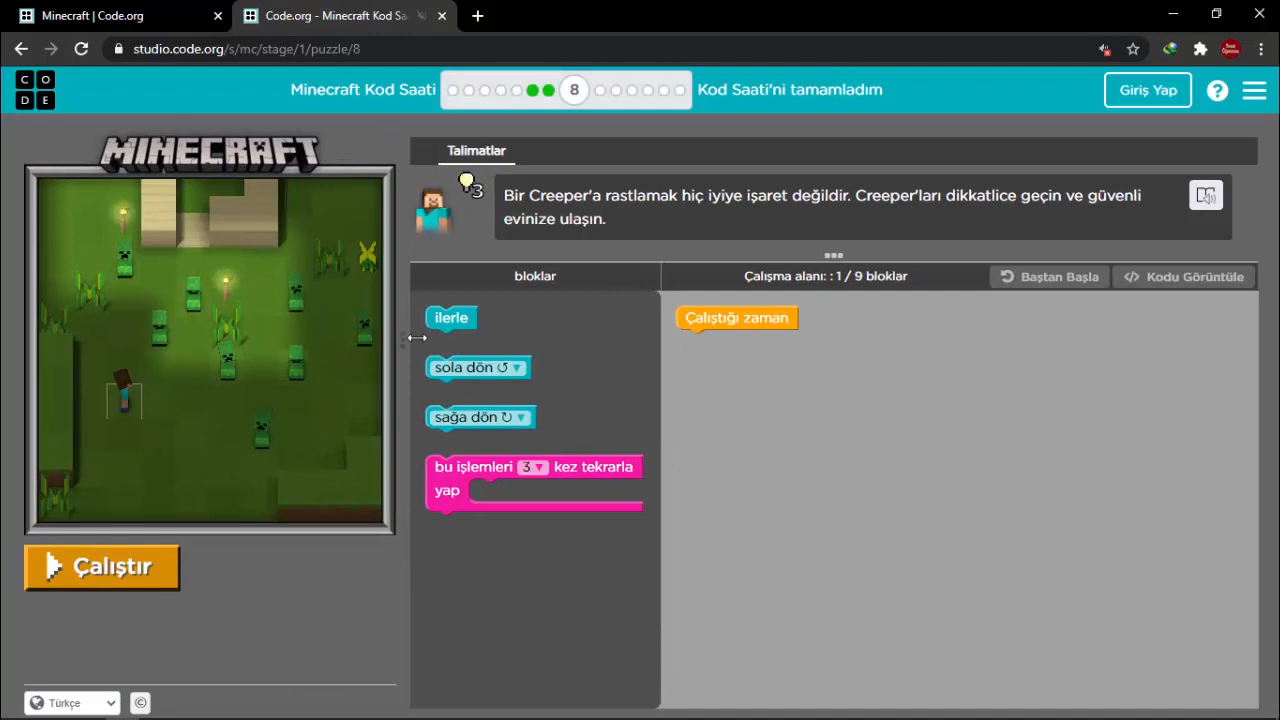 Minecraft | Code.org
Code.org - Minecraft Kod Sa
studio.code.org/s/mc/stage/1/puzzle/8
C O
D E
Minecraft Kod Saati
8
Kod Saati'ni tamamladım
Giriş Yap
?
MINECRAFT
Talimatlar
3
Bir Creeper'a rastlamak hiç iyiye işaret değildir. Creeper'ları dikkatlice geçin ve güvenli
evinize ulaşın.
bloklar
Çalışma alanı: : 1 / 9 bloklar
Baştan Başla
</> Kodu Görüntüle
ilerle
Çalıştığı zaman
sola dön ↺
sağa dön ↻
bu işlemleri 3 kez tekrarla
yap
Çalıştır
Türkçe
©